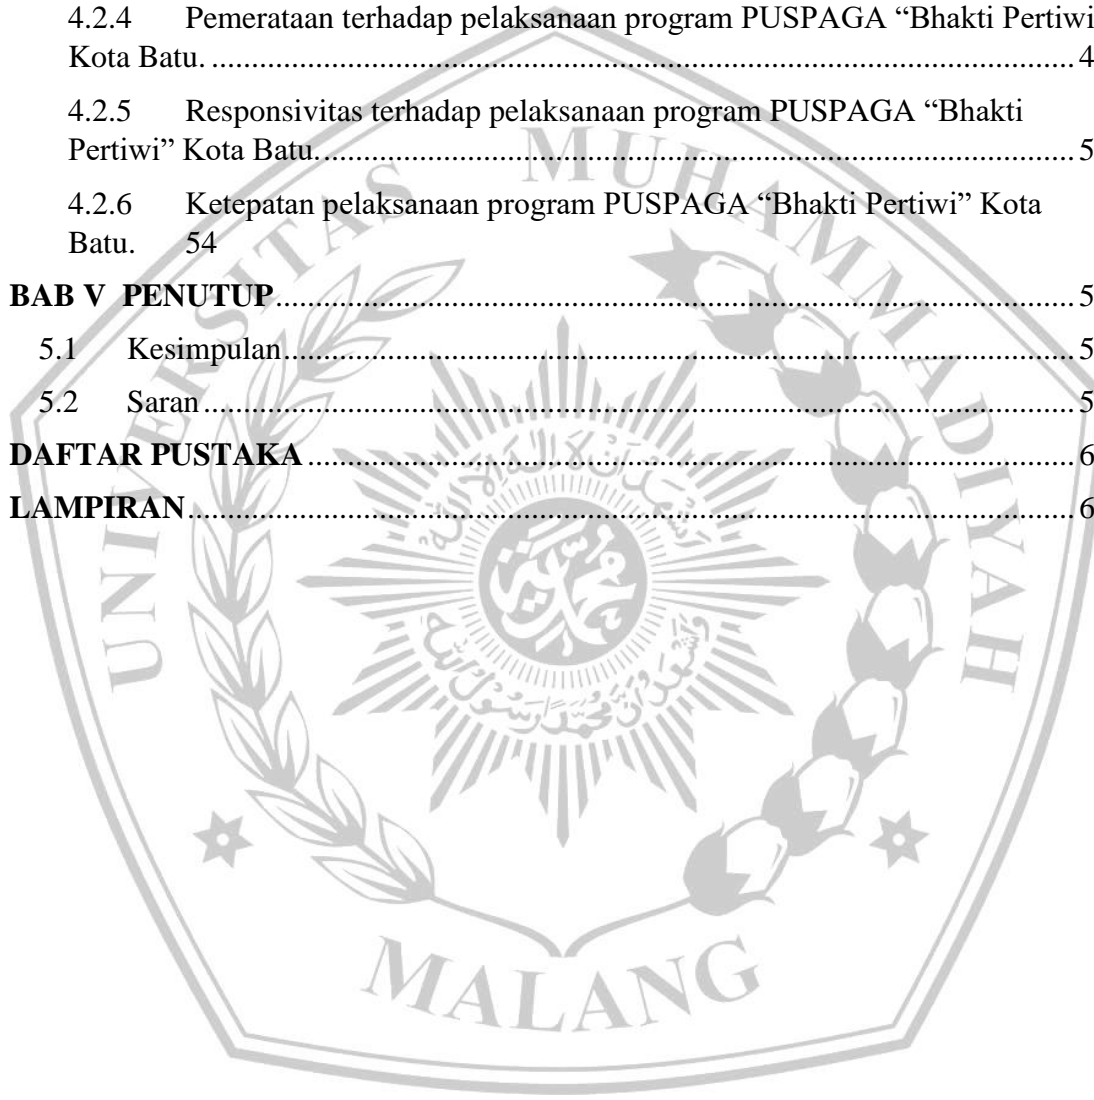 4.2.4 Pemerataan terhadap pelaksanaan program PUSPAGA “Bhakti Pertiwi
Kota Batu. ........................................................................ 4
4.2.5 Responsivitas terhadap pelaksanaan program PUSPAGA “Bhakti
Pertiwi” Kota Batu. ........................................................................ 5
4.2.6 Ketepatan pelaksanaan program PUSPAGA “Bhakti Pertiwi” Kota
Batu. 54
BAB V PENUTUP ........................................................................ 5
5.1 Kesimpulan ........................................................................ 5
5.2 Saran ........................................................................ 5
DAFTAR PUSTAKA ........................................................................ 6
LAMPIRAN ........................................................................ 6
UNIVERSITAS MUHAMMADIYAH
MALANG